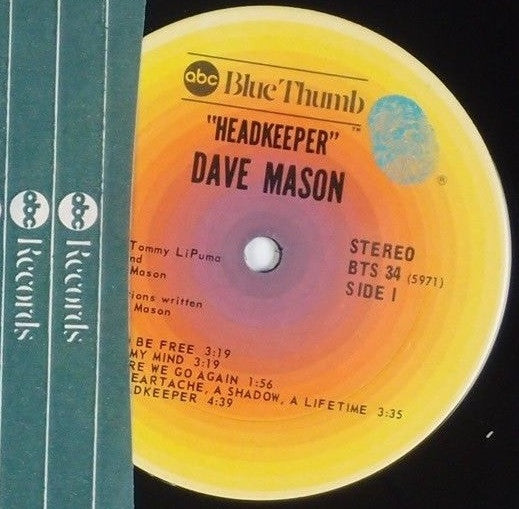 abc Records
abc Records
abc Blue Thumb ™
"HEADKEEPER"
DAVE MASON
®
STEREO
BTS 34 (5971)
SIDE I
Tommy LiPuma
nd
Mason
ions written
Mason
BE FREE 3:19
MY MIND 3:19
RE WE GO AGAIN 1:56
EARTACHE, A SHADOW, A LIFETIME 3:35
DKEEPER 4:39